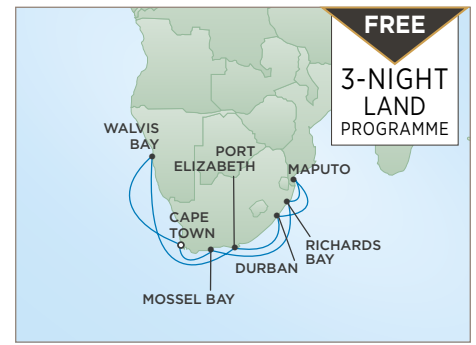 FREE
3-NIGHT
LAND
PROGRAMME
WALVIS
BAY
PORT
ELIZABETH
MAPUTO
CAPE
TOWN
RICHARDS
BAY
DURBAN
MOSSEL BAY